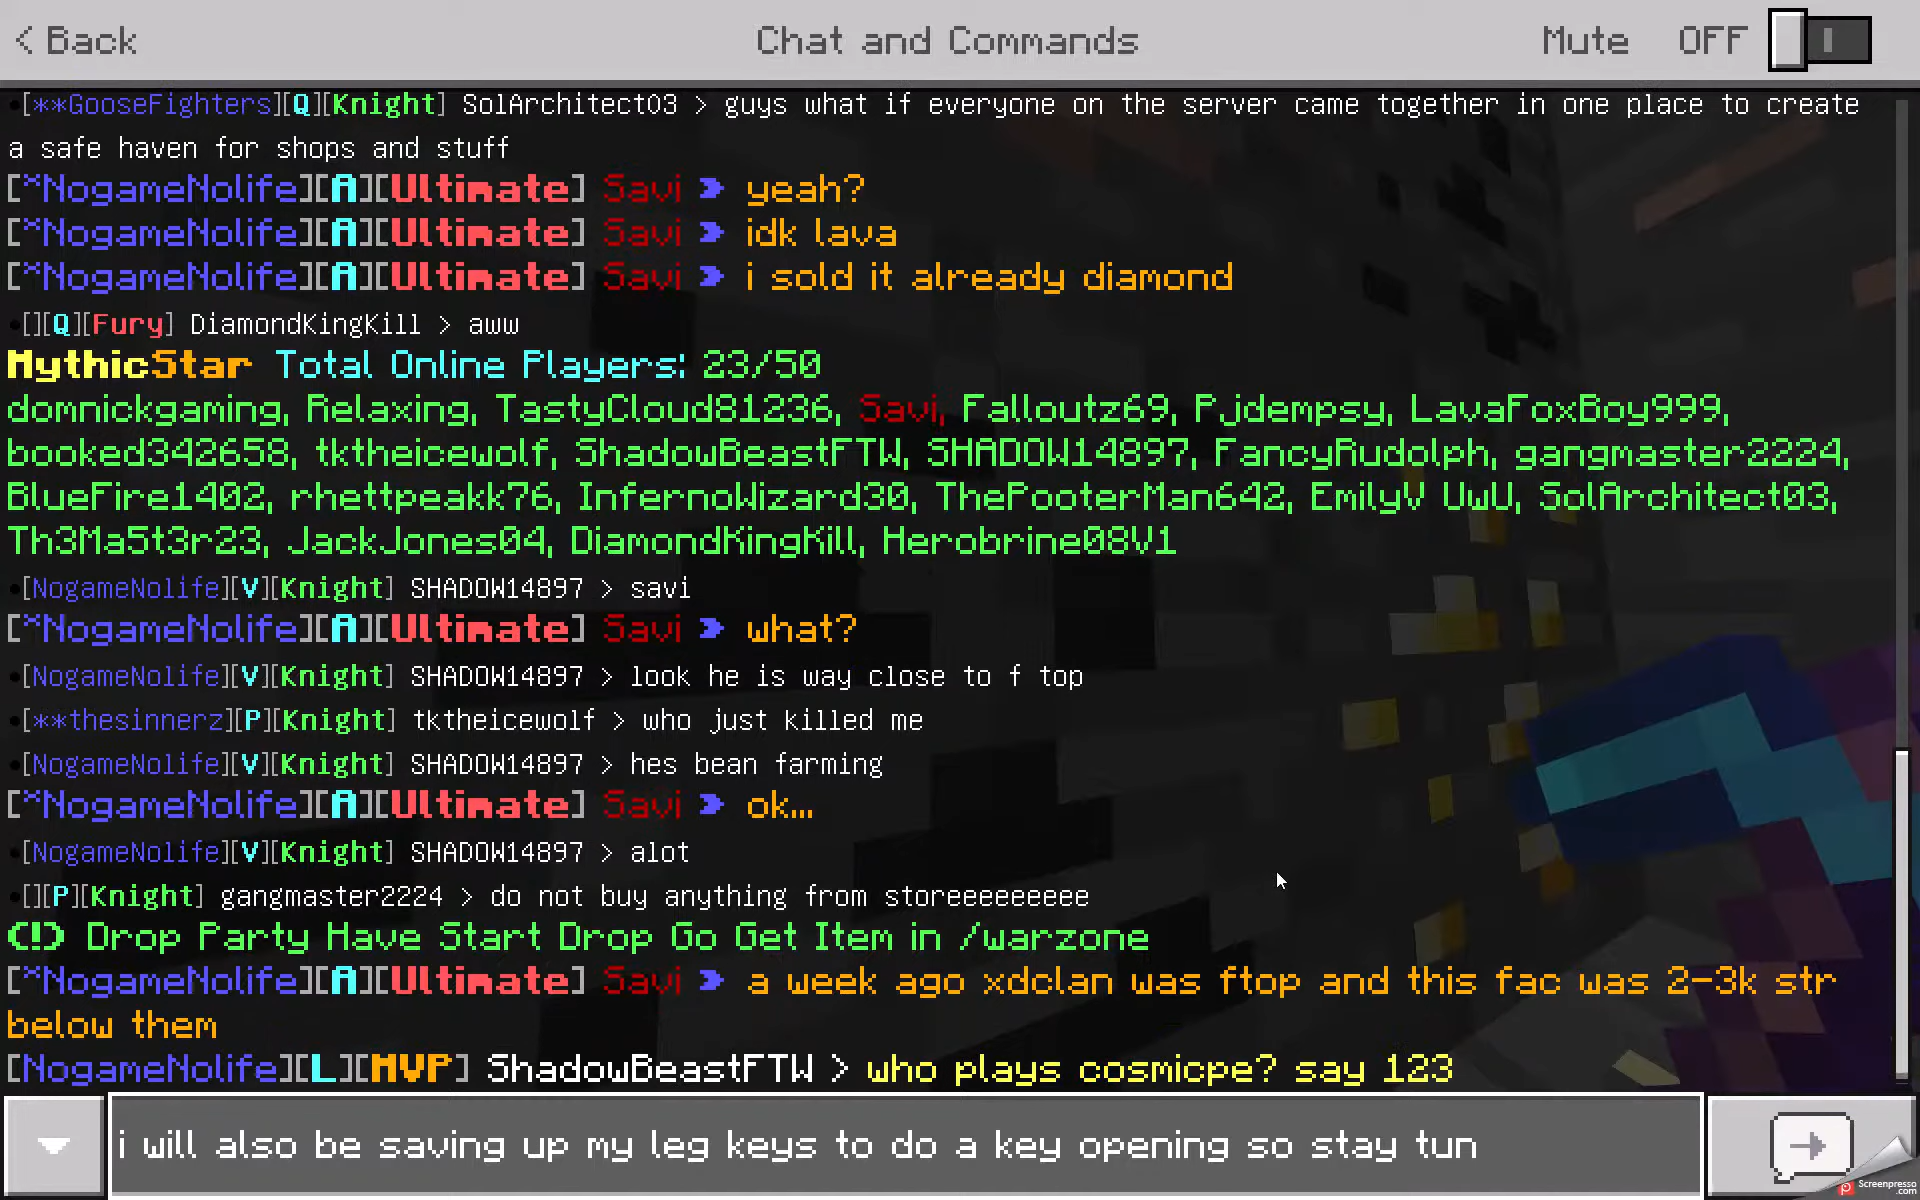 < Back
Chat and Commands
Mute OFF
[**GooseFighters][Q][Knight] SolArchitect03 > guys what if everyone on the server came together in one place to create
a safe haven for shops and stuff
[*NogameNolife][A][Ultimate] Savi > yeah?
[*NogameNolife][A][Ultimate] Savi > idk lava
[*NogameNolife][A][Ultimate] Savi > i sold it already diamond
[][Q][Fury] DiamondKingKill > aww
MythicStar Total Online Players: 23/50
domnickgaming, Relaxing, TastyCloud81236, Savi, Falloutz69, Pjdempsy, LavaFoxBoy999,
booked342658, tktheicewolf, ShadowBeastFTW, SHADOW14897, FancyRudolph, gangmaster2224,
BlueFire1402, rhettpeakk76, InfernoWizard30, ThePooterMan642, EmilyV UwU, SolArchitect03,
Th3Ma5t3r23, JackJones04, DiamondKingKill, Herobrine08V1
[NogameNolife][V][Knight] SHADOW14897 > savi
[*NogameNolife][A][Ultimate] Savi > what?
[NogameNolife][V][Knight] SHADOW14897 > look he is way close to f top
[**thesinnerz][P][Knight] tktheicewolf > who just killed me
[NogameNolife][V][Knight] SHADOW14897 > hes bean farming
[*NogameNolife][A][Ultimate] Savi > ok...
[NogameNolife][V][Knight] SHADOW14897 > alot
[][P][Knight] gangmaster2224 > do not buy anything from storeeeeeeeeee
(!) Drop Party Have Start Drop Go Get Item in /warzone
[*NogameNolife][A][Ultimate] Savi > a week ago xdclan was ftop and this fac was 2-3k str
below them
[NogameNolife][L][MVP] ShadowBeastFTW > who plays cosmicpe? say 123
i will also be saving up my leg keys to do a key opening so stay tun
Screenpresso
.com